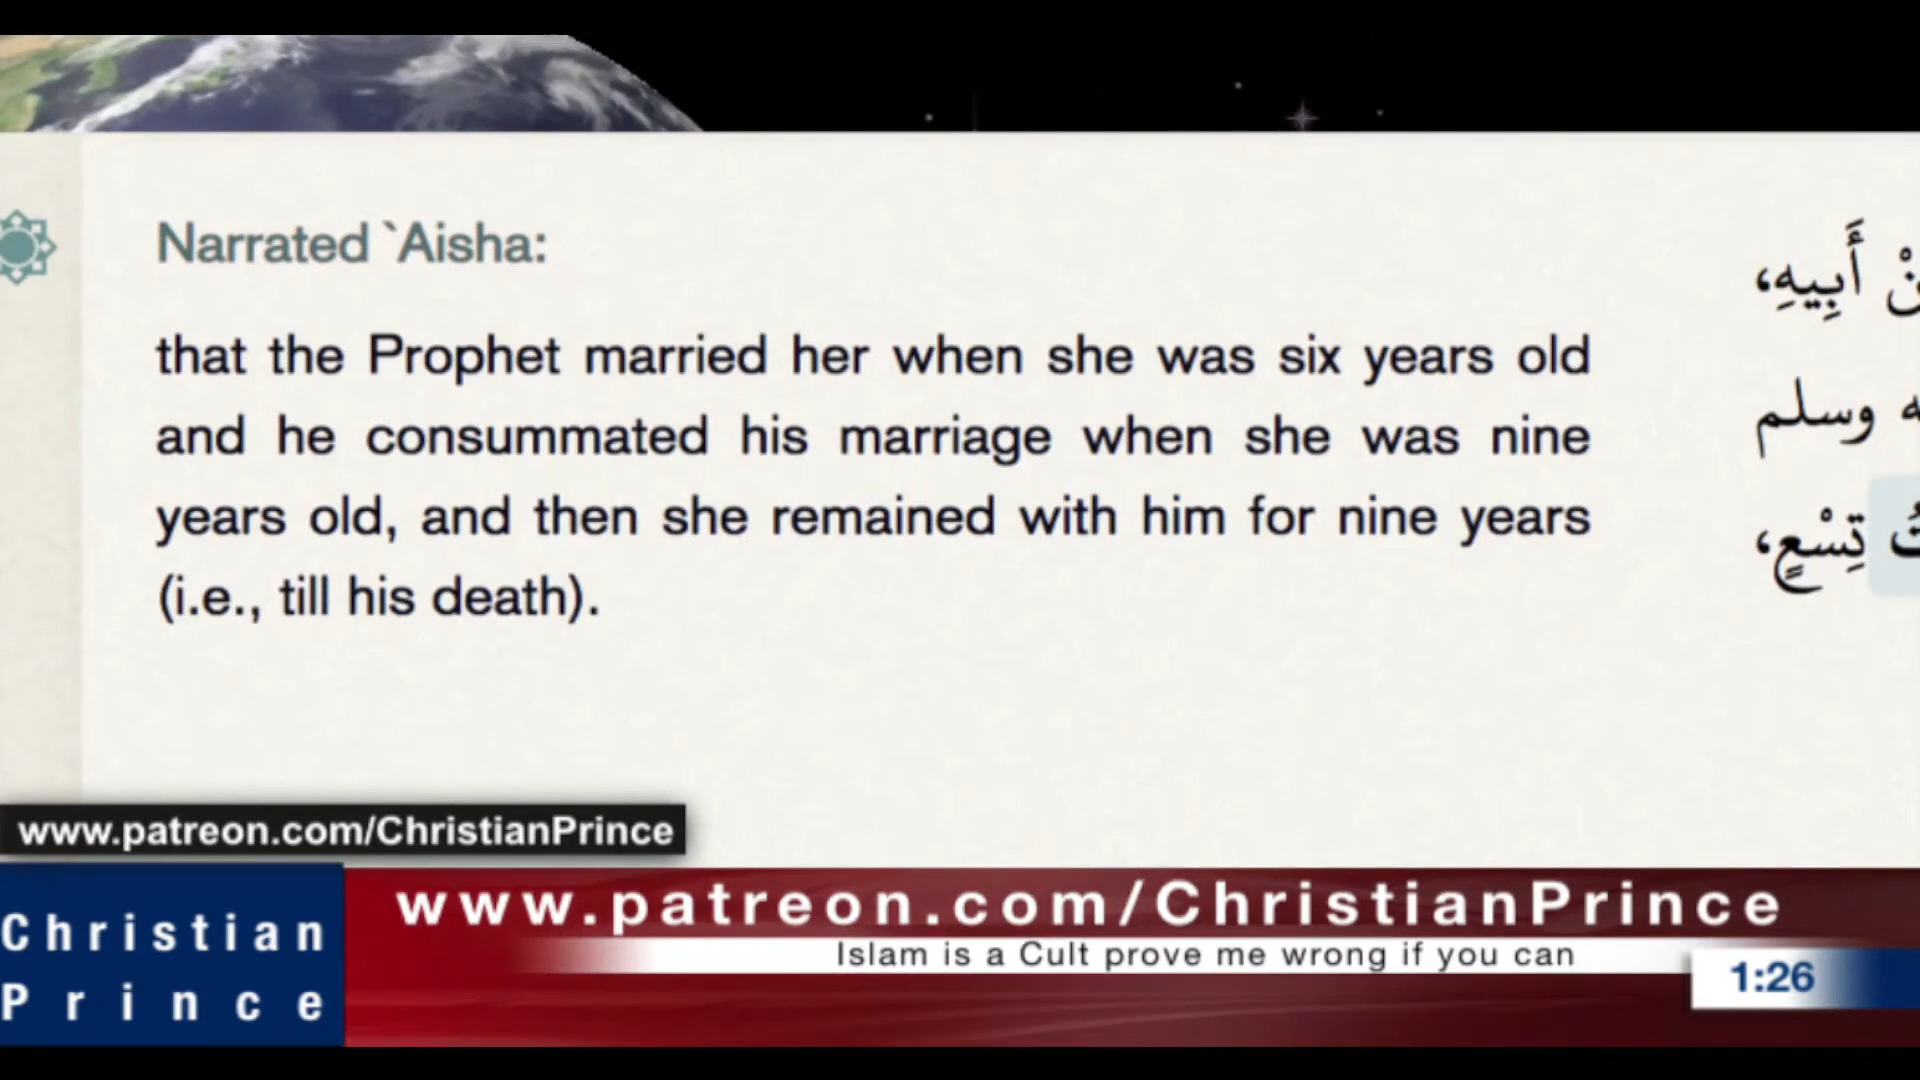 Narrated `Aisha:
that the Prophet married her when she was six years old
and he consummated his marriage when she was nine
years old, and then she remained with him for nine years
(i.e., till his death).
أَبِيهِ،
وسلم
تِسْعٍ،
www.patreon.com/ChristianPrince
Christian
Prince
www.patreon.com/ChristianPrince
Islam is a Cult prove me wrong if you can
1:26